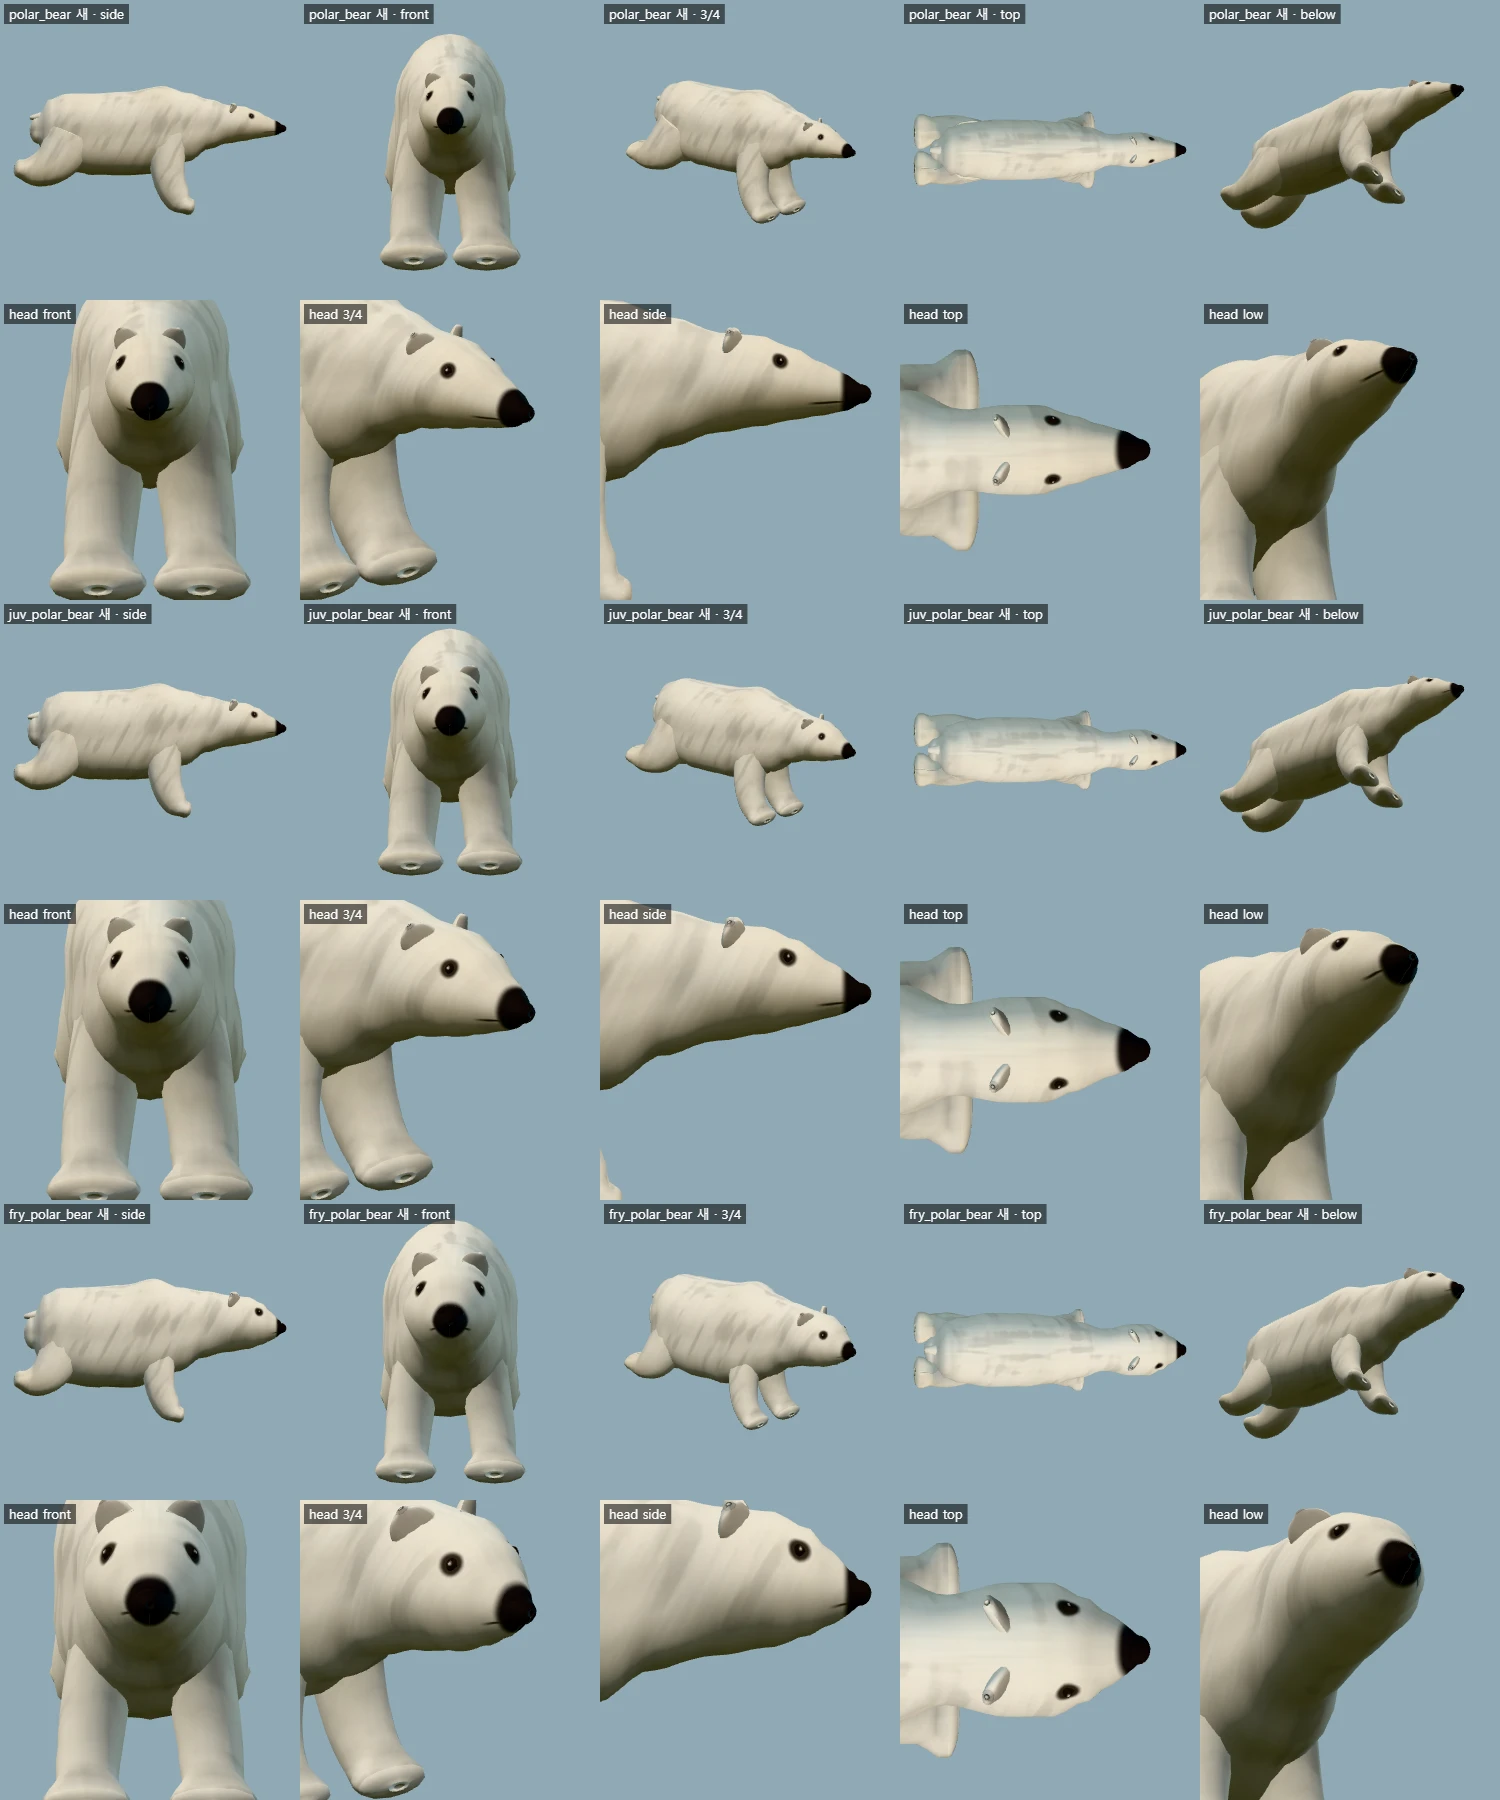 polar_bear 새 · side
polar_bear 새 · front
polar_bear 새 · 3/4
polar_bear 새 · top
polar_bear 새 · below
head front
head 3/4
head side
head top
head low
juv_polar_bear 새 · side
juv_polar_bear 새 · front
juv_polar_bear 새 · 3/4
juv_polar_bear 새 · top
juv_polar_bear 새 · below
head front
head 3/4
head side
head top
head low
fry_polar_bear 새 · side
fry_polar_bear 새 · front
fry_polar_bear 새 · 3/4
fry_polar_bear 새 · top
fry_polar_bear 새 · below
head front
head 3/4
head side
head top
head low